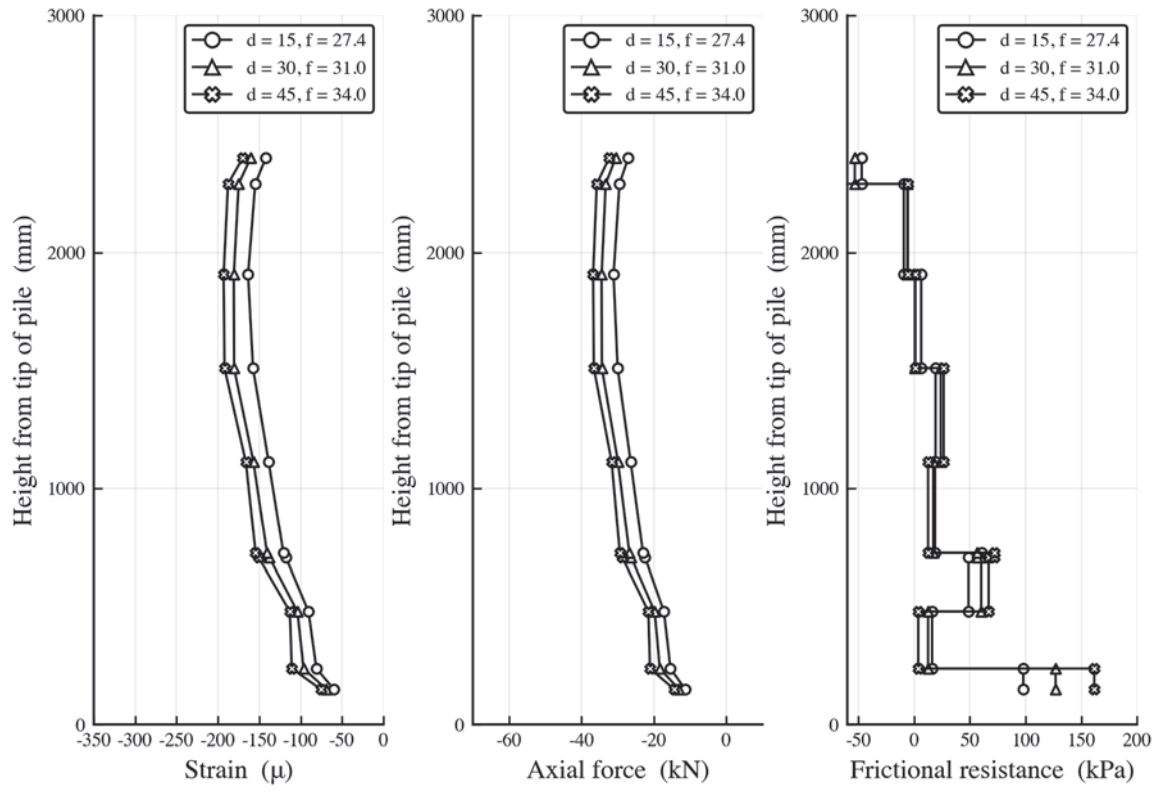 3000
2000
1000
0
Height from tip of pile (mm)
d = 15, f = 27.4
d = 30, f = 31.0
d = 45, f = 34.0
-350 -300 -250 -200 -150 -100 -50 0
Strain (μ)
3000
2000
1000
0
Height from tip of pile (mm)
d = 15, f = 27.4
d = 30, f = 31.0
d = 45, f = 34.0
-60 -40 -20 0
Axial force (kN)
3000
2000
1000
0
Height from tip of pile (mm)
d = 15, f = 27.4
d = 30, f = 31.0
d = 45, f = 34.0
-50 0 50 100 150 200
Frictional resistance (kPa)